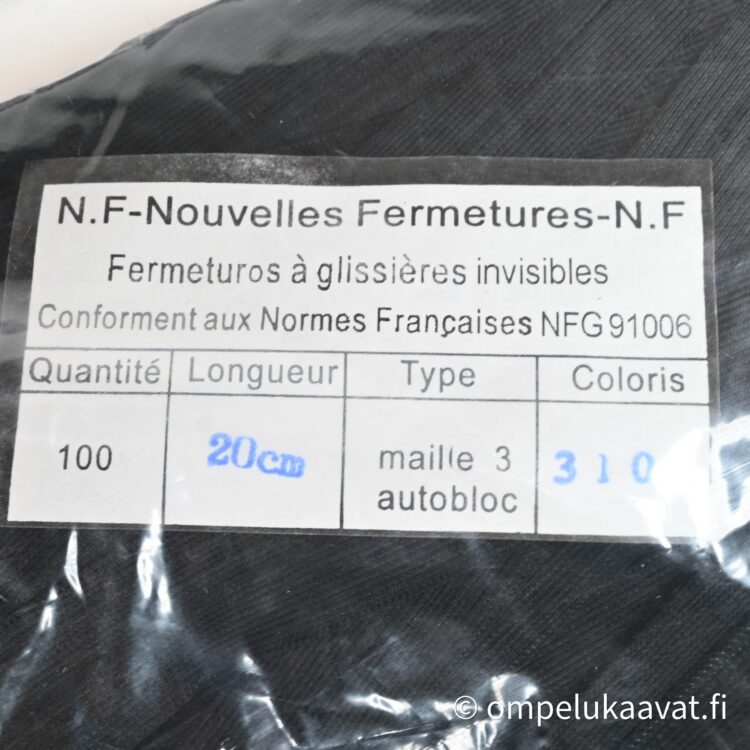 N.F-Nouvelles Fermetures-N.F
Fermeturos à glissières invisibles
Conforment aux Normes Françaises NFG 91006
Quantité Longueur Type Coloris
100 20cm maille 3 autobloc 310
© ompelukaavat.fi